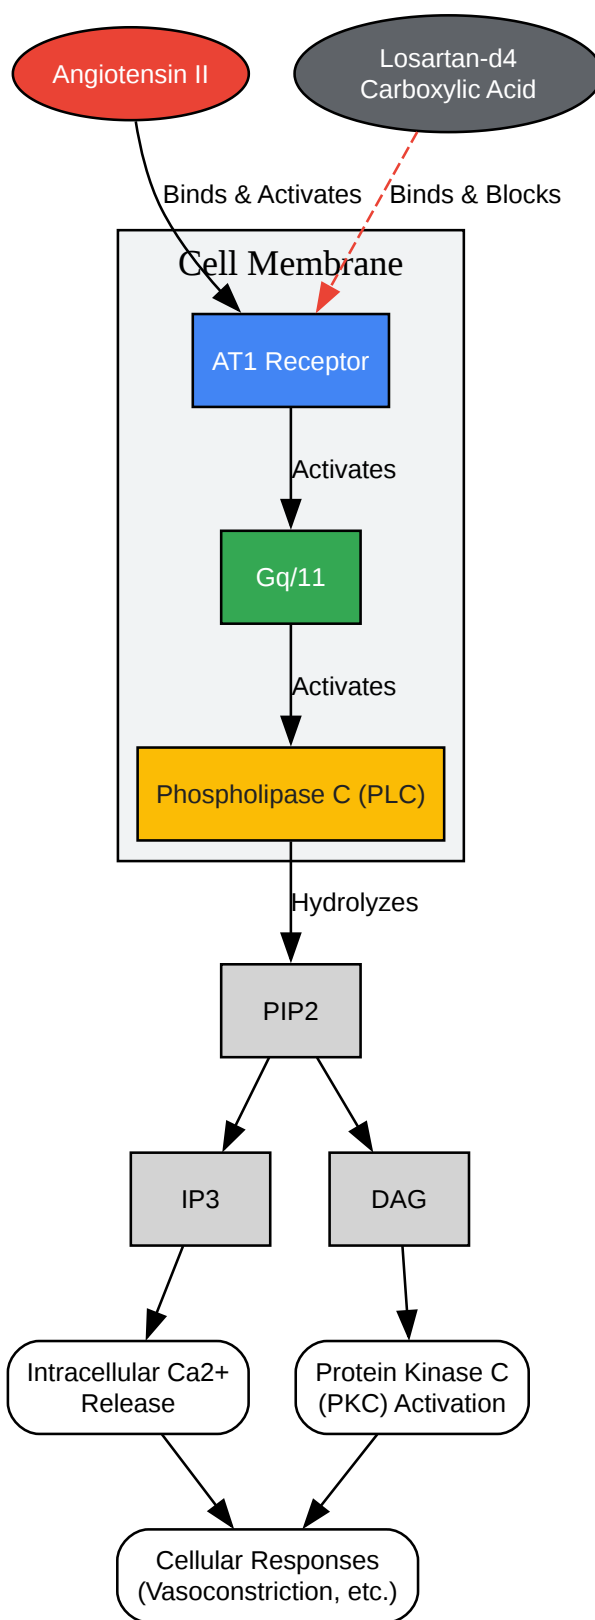 Angiotensin II
Losartan-d4
Carboxylic Acid
Binds & Activates
Binds & Blocks
Cell Membrane
AT1 Receptor
Activates
Gq/11
Activates
Phospholipase C (PLC)
Hydrolyzes
PIP2
IP3
DAG
Intracellular Ca2+
Release
Protein Kinase C
(PKC) Activation
Cellular Responses
(Vasoconstriction, etc.)